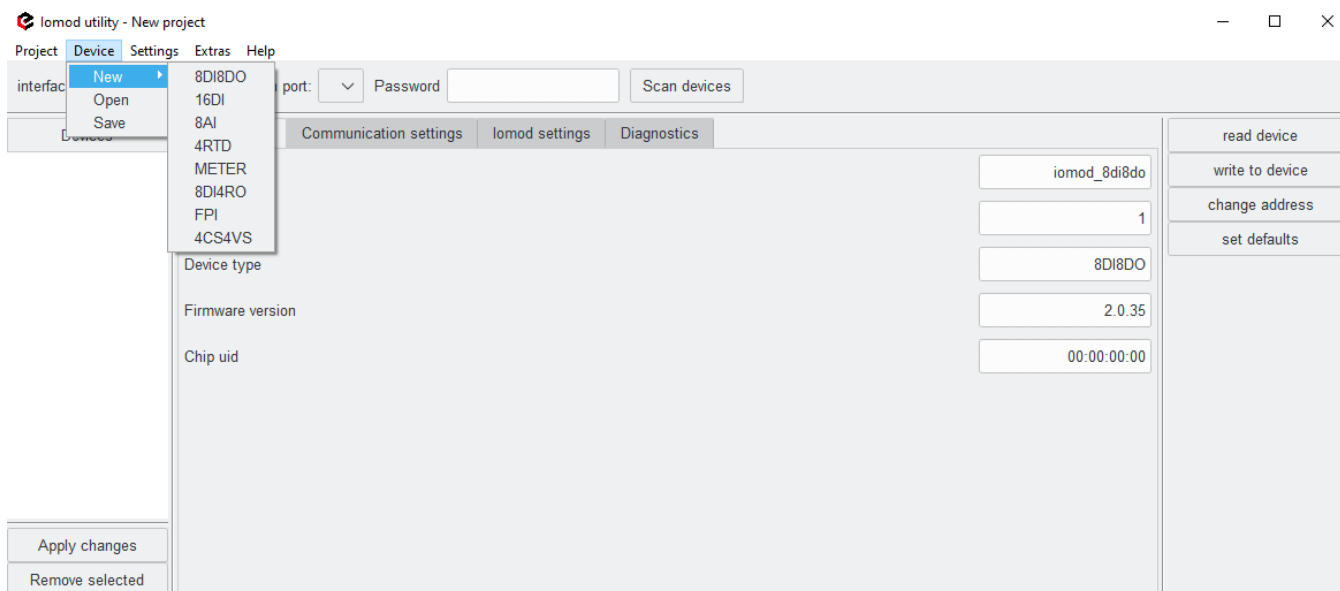 Iomod utility - New project
Project Device Settings Extras Help
interfac port: Password Scan devices
New
Open
Save
8DI8DO
16DI
8AI
4RTD
METER
8DI4RO
FPI
4CS4VS
Communication settings Iomod settings Diagnostics
iomod_8di8do
1
Device type 8DI8DO
Firmware version 2.0.35
Chip uid 00:00:00:00
read device
write to device
change address
set defaults
Apply changes
Remove selected